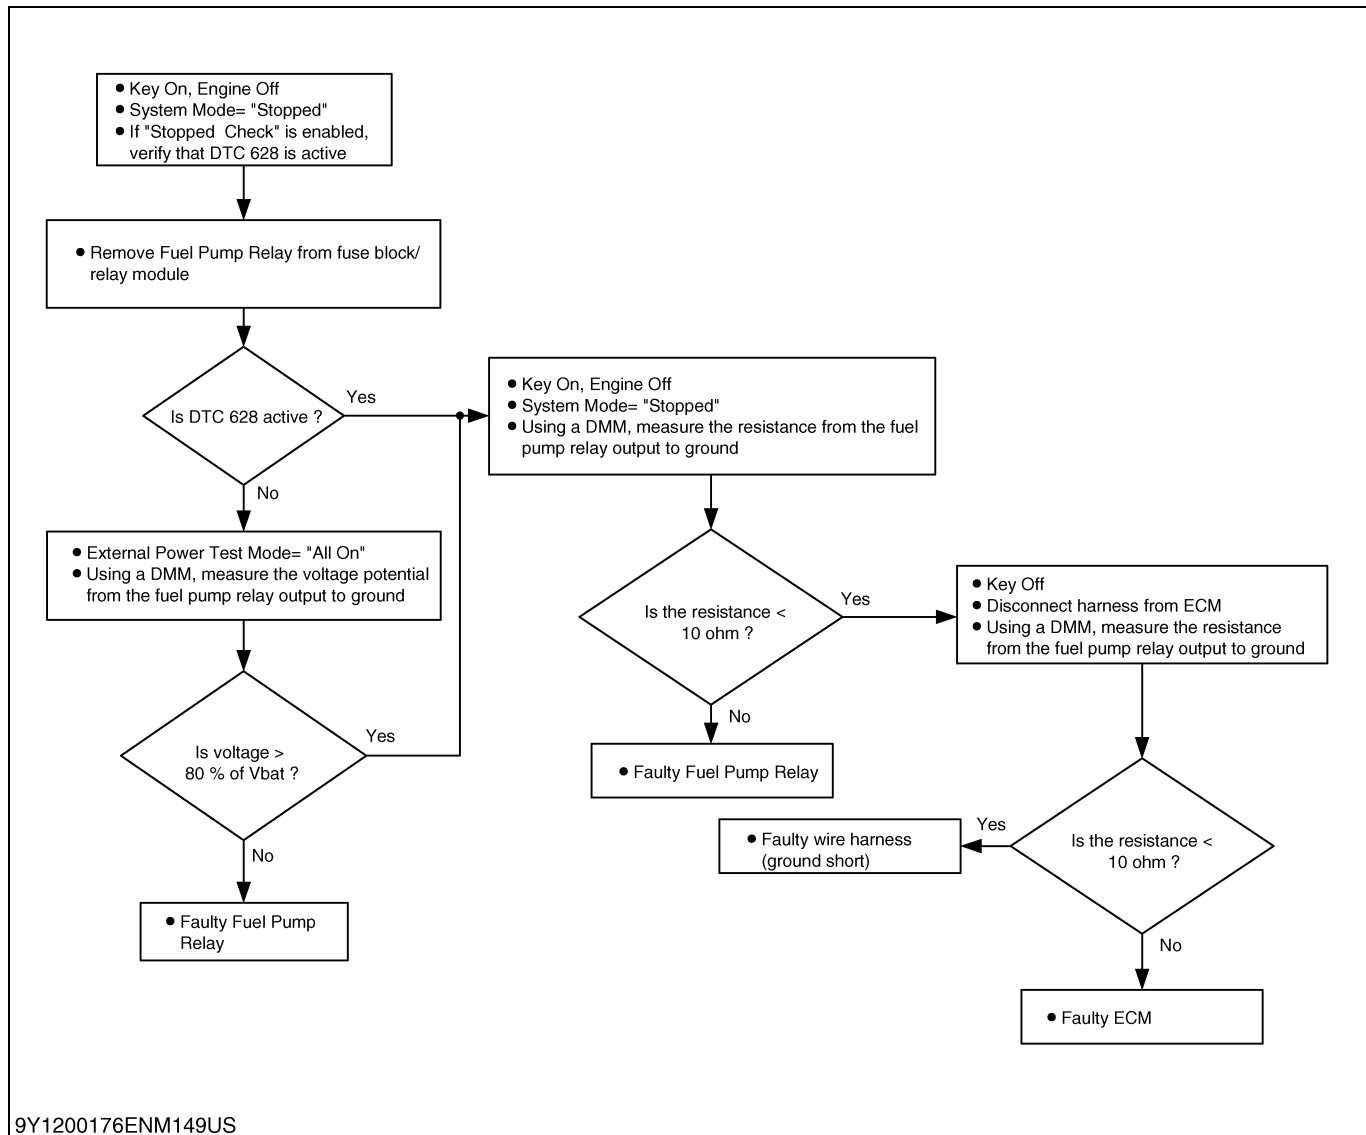 ● Key On, Engine Off
● System Mode= "Stopped"
● If "Stopped Check" is enabled,
verify that DTC 628 is active
● Remove Fuel Pump Relay from fuse block/
relay module
Is DTC 628 active ?
Yes
No
● External Power Test Mode= "All On"
● Using a DMM, measure the voltage potential
from the fuel pump relay output to ground
Is voltage >
80 % of Vbat ?
Yes
No
● Faulty Fuel Pump
Relay
● Key On, Engine Off
● System Mode= "Stopped"
● Using a DMM, measure the resistance from the fuel
pump relay output to ground
Is the resistance <
10 ohm ?
Yes
No
● Faulty Fuel Pump Relay
● Key Off
● Disconnect harness from ECM
● Using a DMM, measure the resistance
from the fuel pump relay output to ground
Is the resistance <
10 ohm ?
Yes
● Faulty wire harness
(ground short)
No
● Faulty ECM
9Y1200176ENM149US